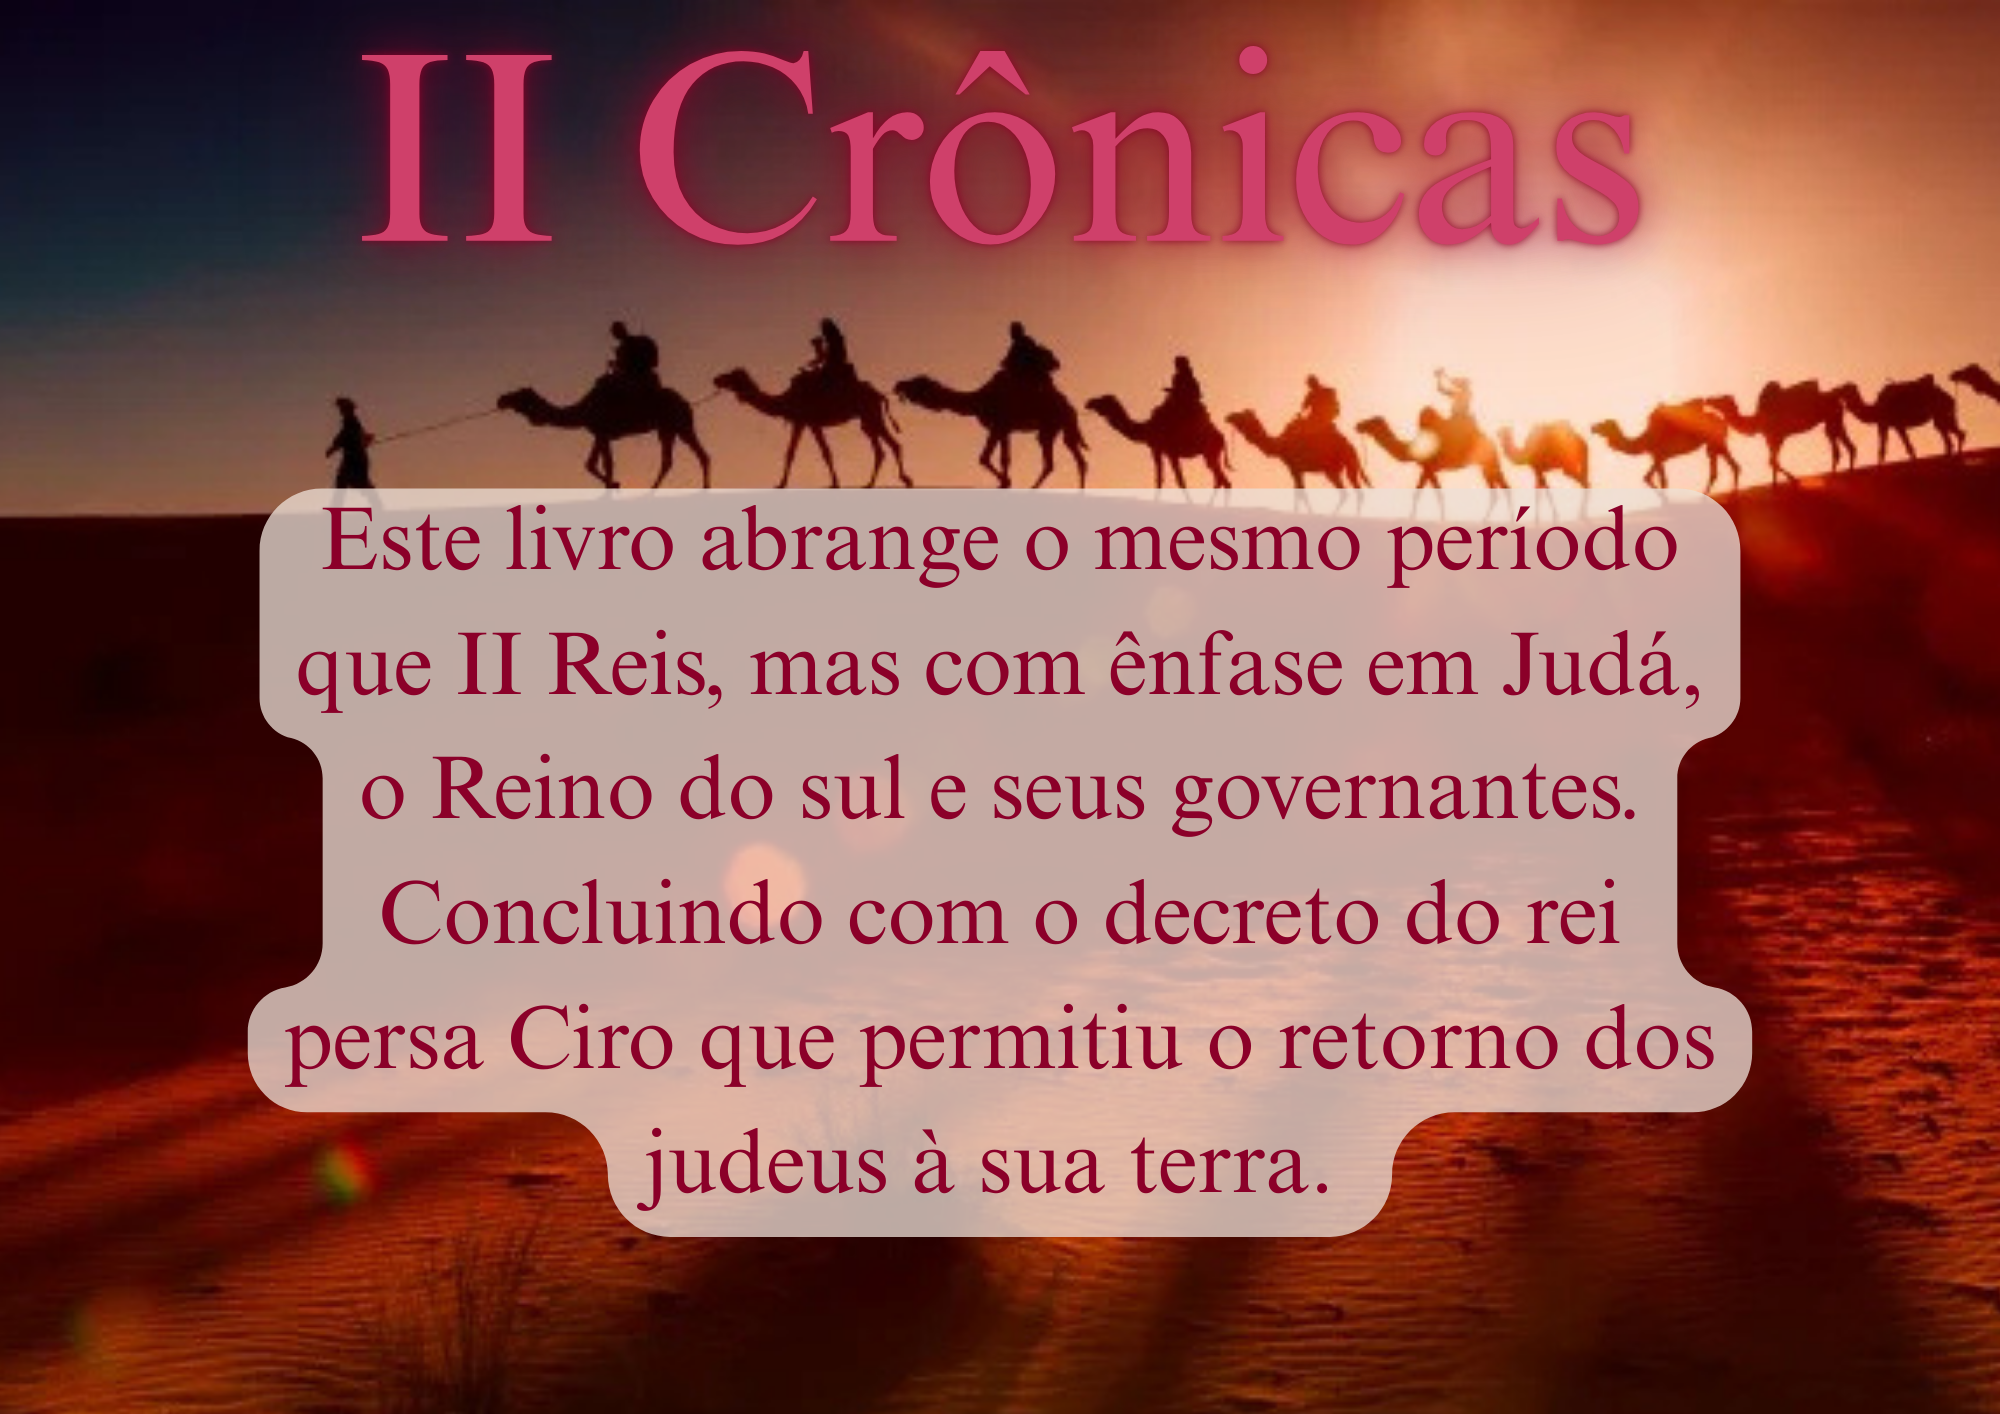 II Crônicas
Este livro abrange o mesmo período
que II Reis, mas com ênfase em Judá,
o Reino do sul e seus governantes.
Concluindo com o decreto do rei
persa Ciro que permitiu o retorno dos
judeus à sua terra.